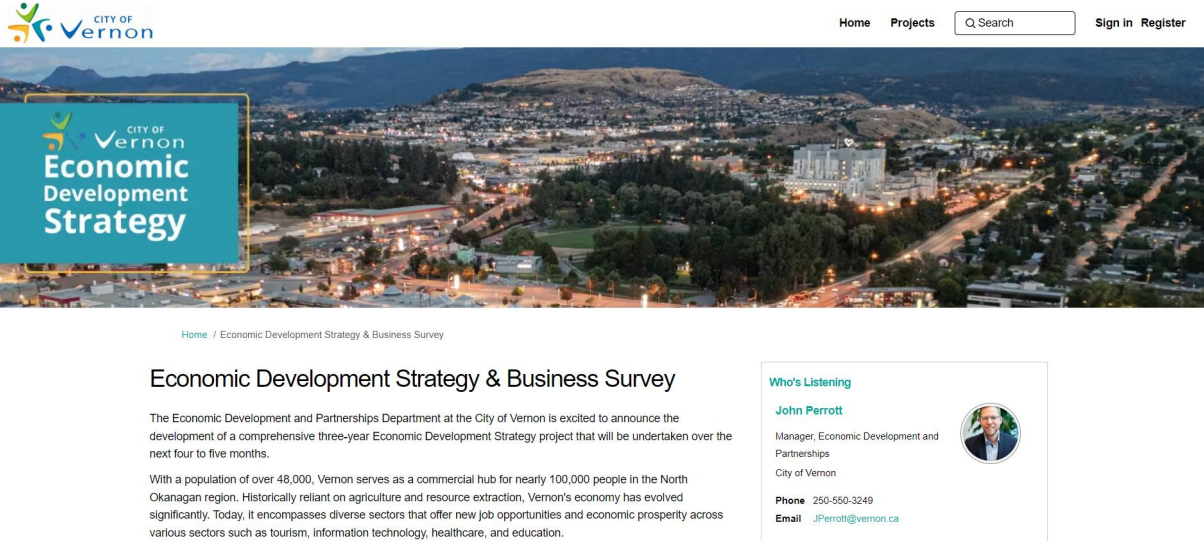 CITY OF
Vernon
Home Projects Search Sign in Register
CITY OF
Vernon
Economic
Development
Strategy
Home / Economic Development Strategy & Business Survey
Economic Development Strategy & Business Survey
The Economic Development and Partnerships Department at the City of Vernon is excited to announce the
development of a comprehensive three-year Economic Development Strategy project that will be undertaken over the
next four to five months.
With a population of over 48,000, Vernon serves as a commercial hub for nearly 100,000 people in the North
Okanagan region. Historically reliant on agriculture and resource extraction, Vernon's economy has evolved
significantly. Today, it encompasses diverse sectors that offer new job opportunities and economic prosperity across
various sectors such as tourism, information technology, healthcare, and education.
Who's Listening
John Perrott
Manager, Economic Development and
Partnerships
City of Vernon
Phone 250-550-3249
Email JPerrott@vernon.ca